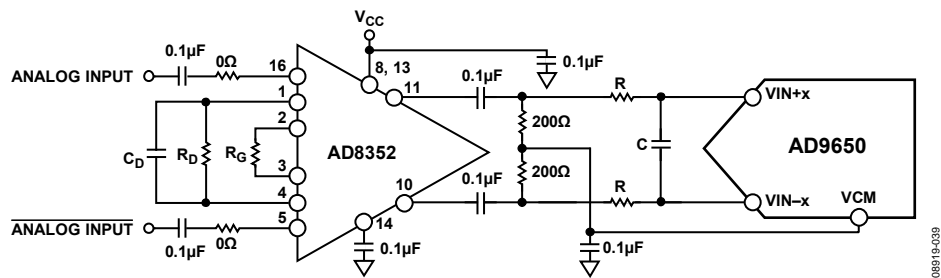 VCC
0.1µF
0Ω
ANALOG INPUT
16
8, 13
0.1µF
1
11
0.1µF
R
VIN+x
2
200Ω
CD
RD
RG
AD8352
C
AD9650
3
200Ω
4
10
0.1µF
R
VCM
VIN–x
ANALOG INPUT
5
14
0.1µF
0Ω
0.1µF
0.1µF
08919-039